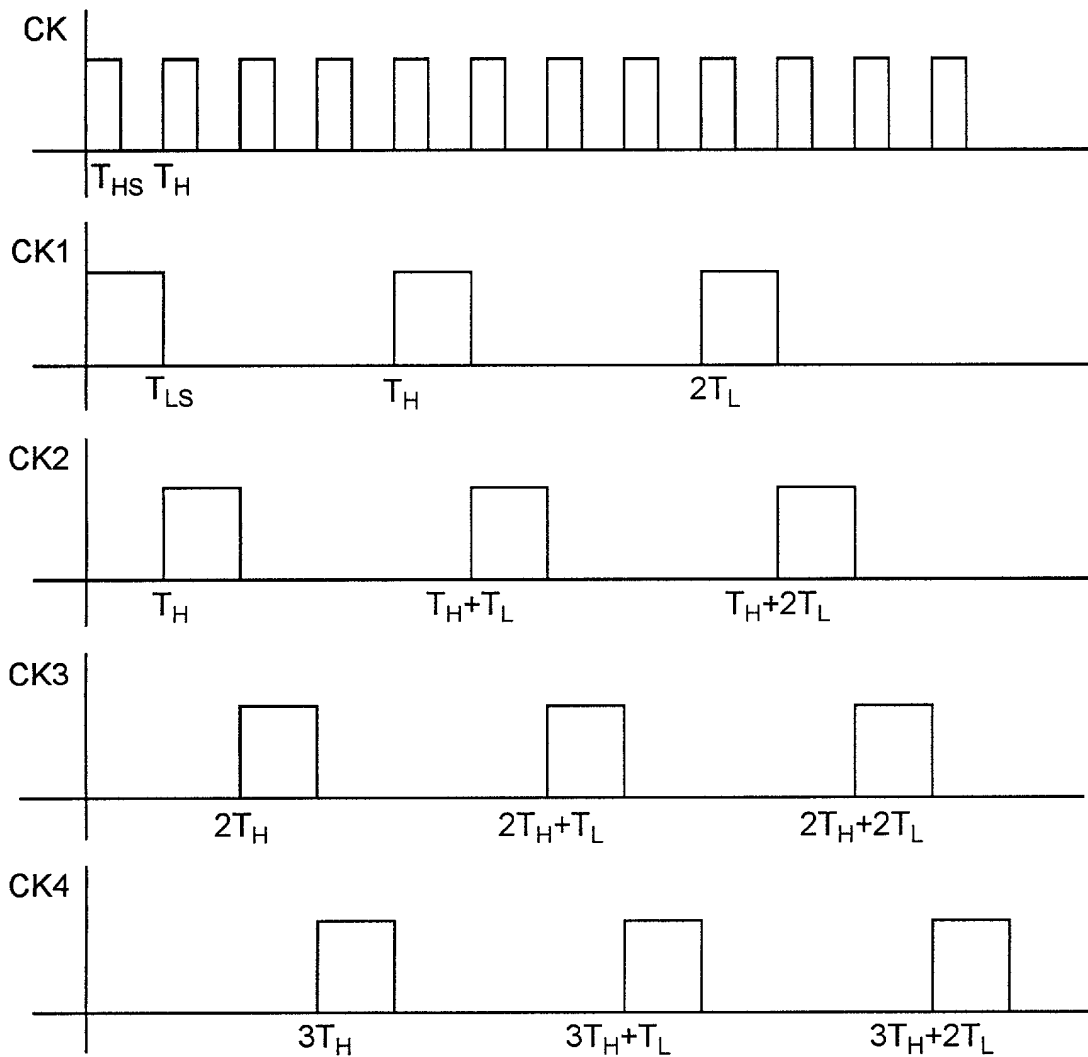 CK
T_HS T_H
CK1
T_LS T_H 2T_L
CK2
T_H T_H+T_L T_H+2T_L
CK3
2T_H 2T_H+T_L 2T_H+2T_L
CK4
3T_H 3T_H+T_L 3T_H+2T_L